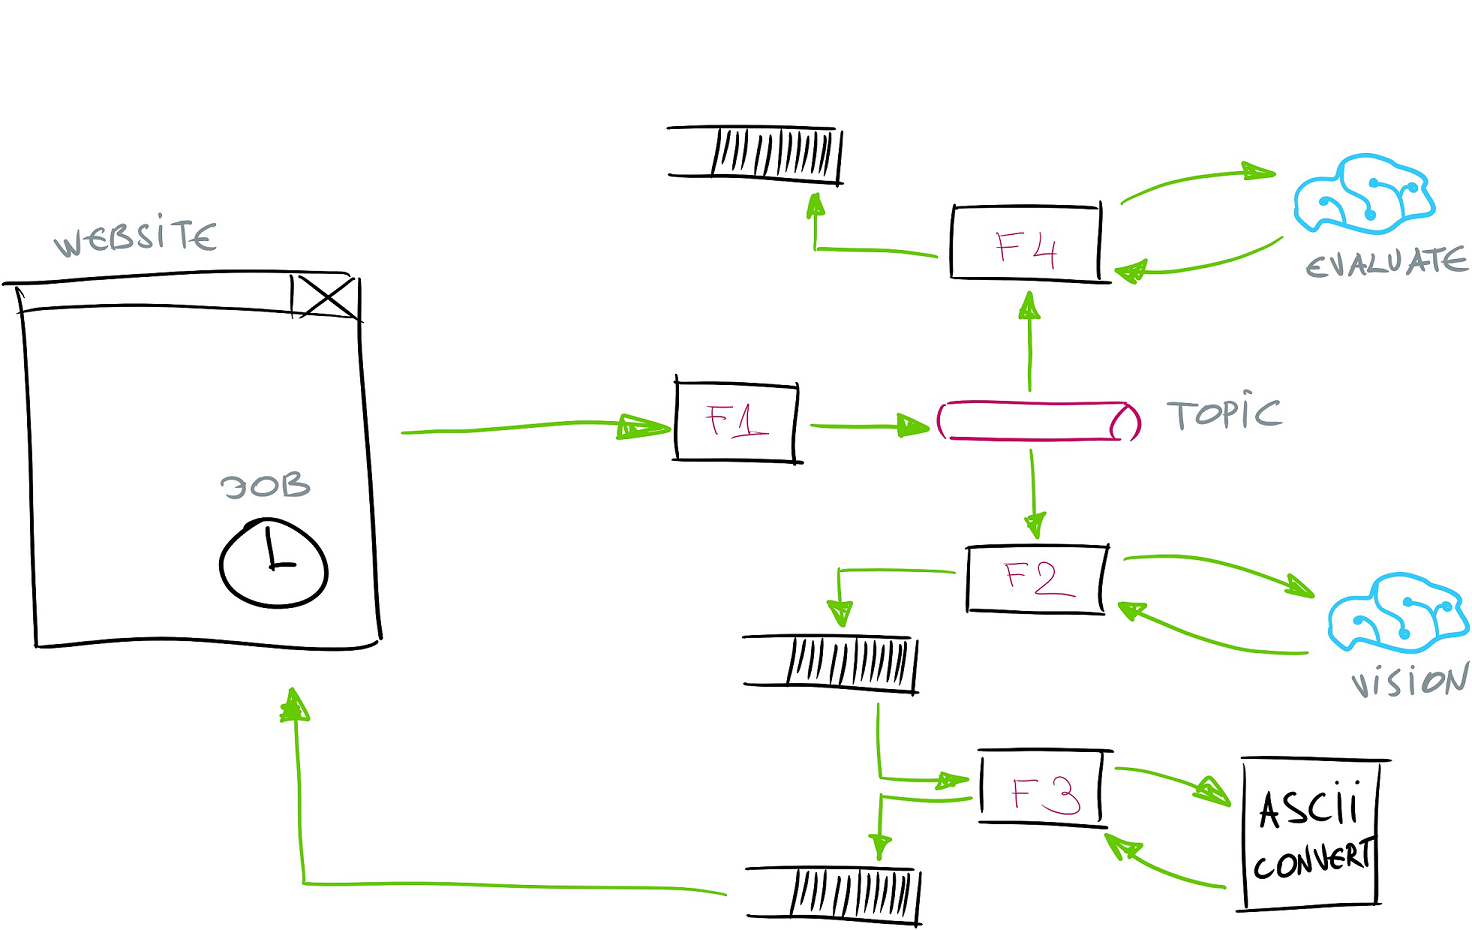 WEBSITE
JOB
F1
F4
EVALUATE
TOPIC
F2
VISION
F3
ASCII
CONVERT